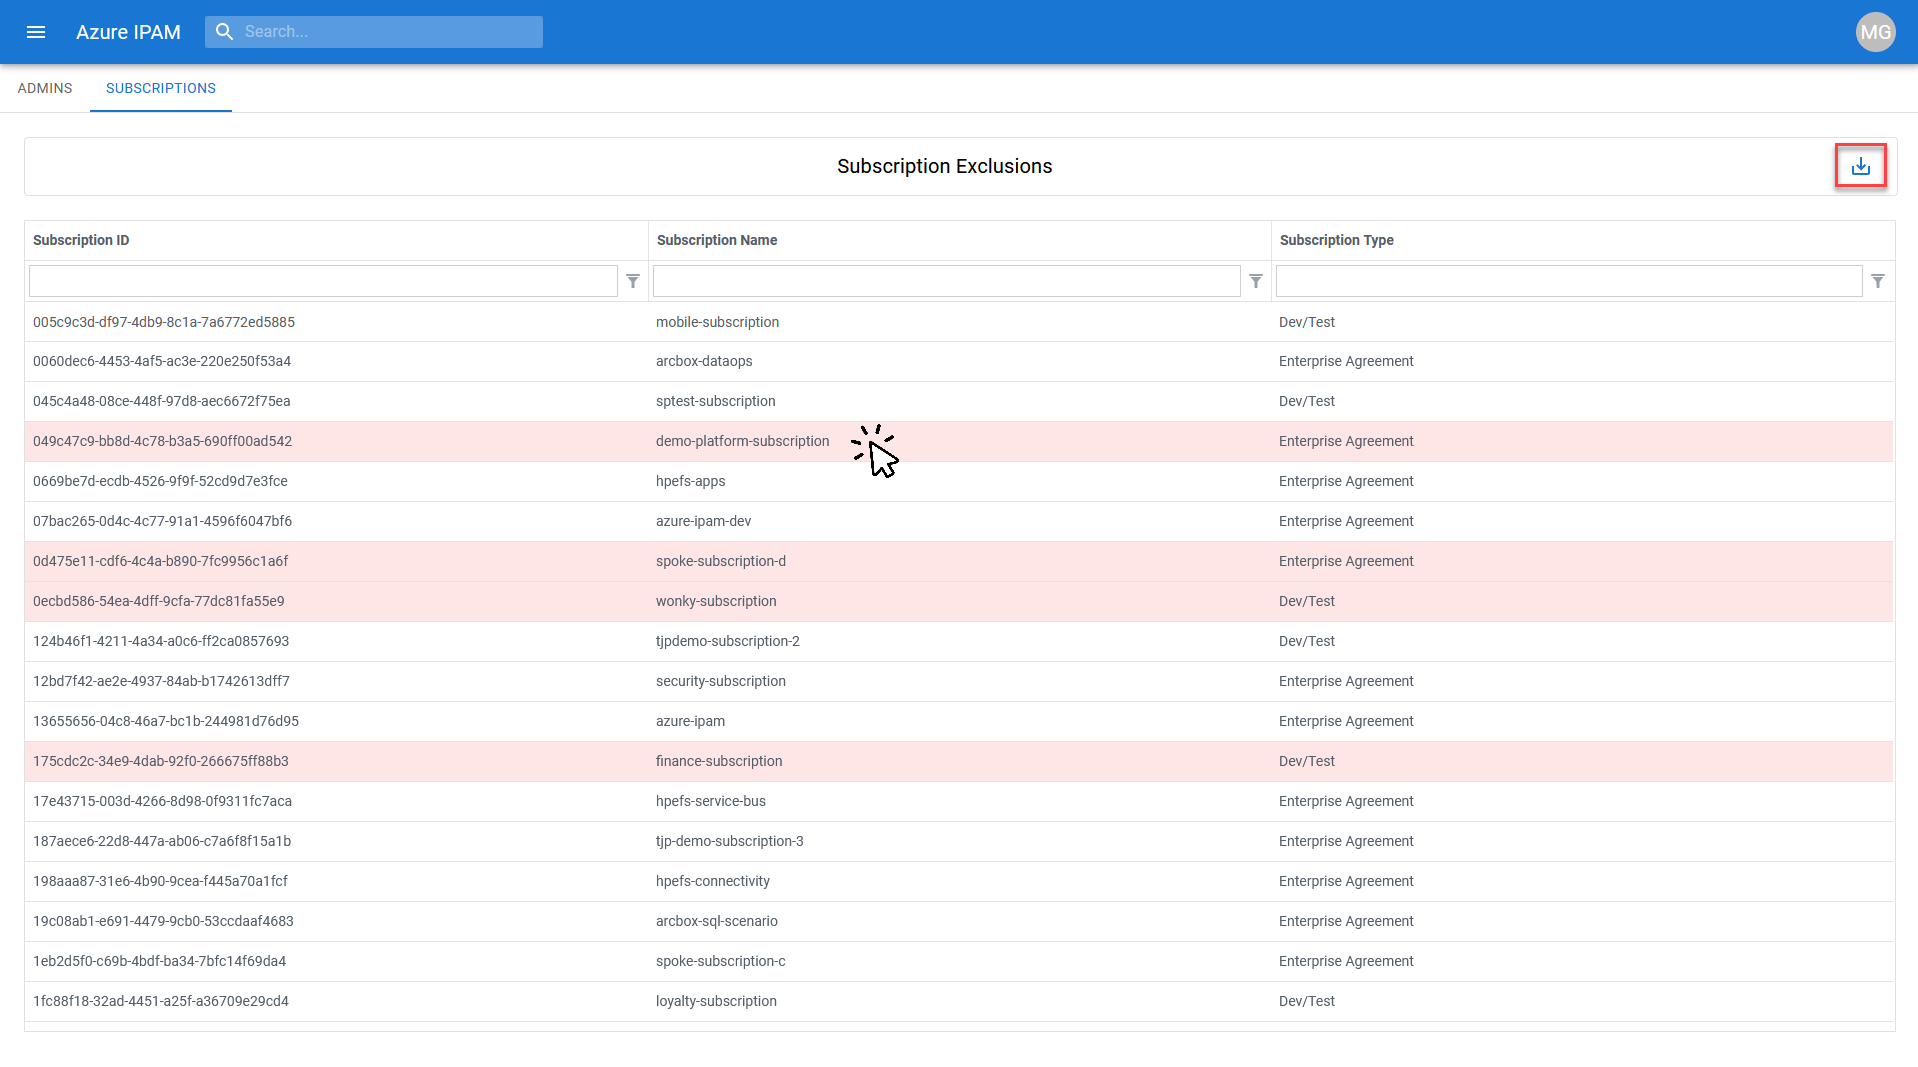 Azure IPAM Search... MG
ADMINS SUBSCRIPTIONS
Subscription Exclusions
Subscription ID Subscription Name Subscription Type
005c9c3d-df97-4db9-8c1a-7a6772ed5885 mobile-subscription Dev/Test
0060dec6-4453-4af5-ac3e-220e250f53a4 arcbox-dataops Enterprise Agreement
045c4a48-08ce-448f-97d8-aec6672f75ea sptest-subscription Dev/Test
049c47c9-bb8d-4c78-b3a5-690ff00ad542 demo-platform-subscription Enterprise Agreement
0669be7d-ecdb-4526-9f9f-52cd9d7e3fce hpefs-apps Enterprise Agreement
07bac265-0d4c-4c77-91a1-4596f6047bf6 azure-ipam-dev Enterprise Agreement
0d475e11-cdf6-4c4a-b890-7fc9956c1a6f spoke-subscription-d Enterprise Agreement
0ecbd586-54ea-4dff-9cfa-77dc81fa55e9 wonky-subscription Dev/Test
124b46f1-4211-4a34-a0c6-ff2ca0857693 tjpdemo-subscription-2 Dev/Test
12bd7f42-ae2e-4937-84ab-b1742613dff7 security-subscription Enterprise Agreement
13655656-04c8-46a7-bc1b-244981d76d95 azure-ipam Enterprise Agreement
175cdc2c-34e9-4dab-92f0-266675ff88b3 finance-subscription Dev/Test
17e43715-003d-4266-8d98-0f9311fc7aca hpefs-service-bus Enterprise Agreement
187aece6-22d8-447a-ab06-c7a6f8f15a1b tjp-demo-subscription-3 Enterprise Agreement
198aaa87-31e6-4b90-9cea-f445a70a1fcf hpefs-connectivity Enterprise Agreement
19c08ab1-e691-4479-9cb0-53ccdaaf4683 arcbox-sql-scenario Enterprise Agreement
1eb2d5f0-c69b-4bdf-ba34-7bfc14f69da4 spoke-subscription-c Enterprise Agreement
1fc88f18-32ad-4451-a25f-a36709e29cd4 loyalty-subscription Dev/Test